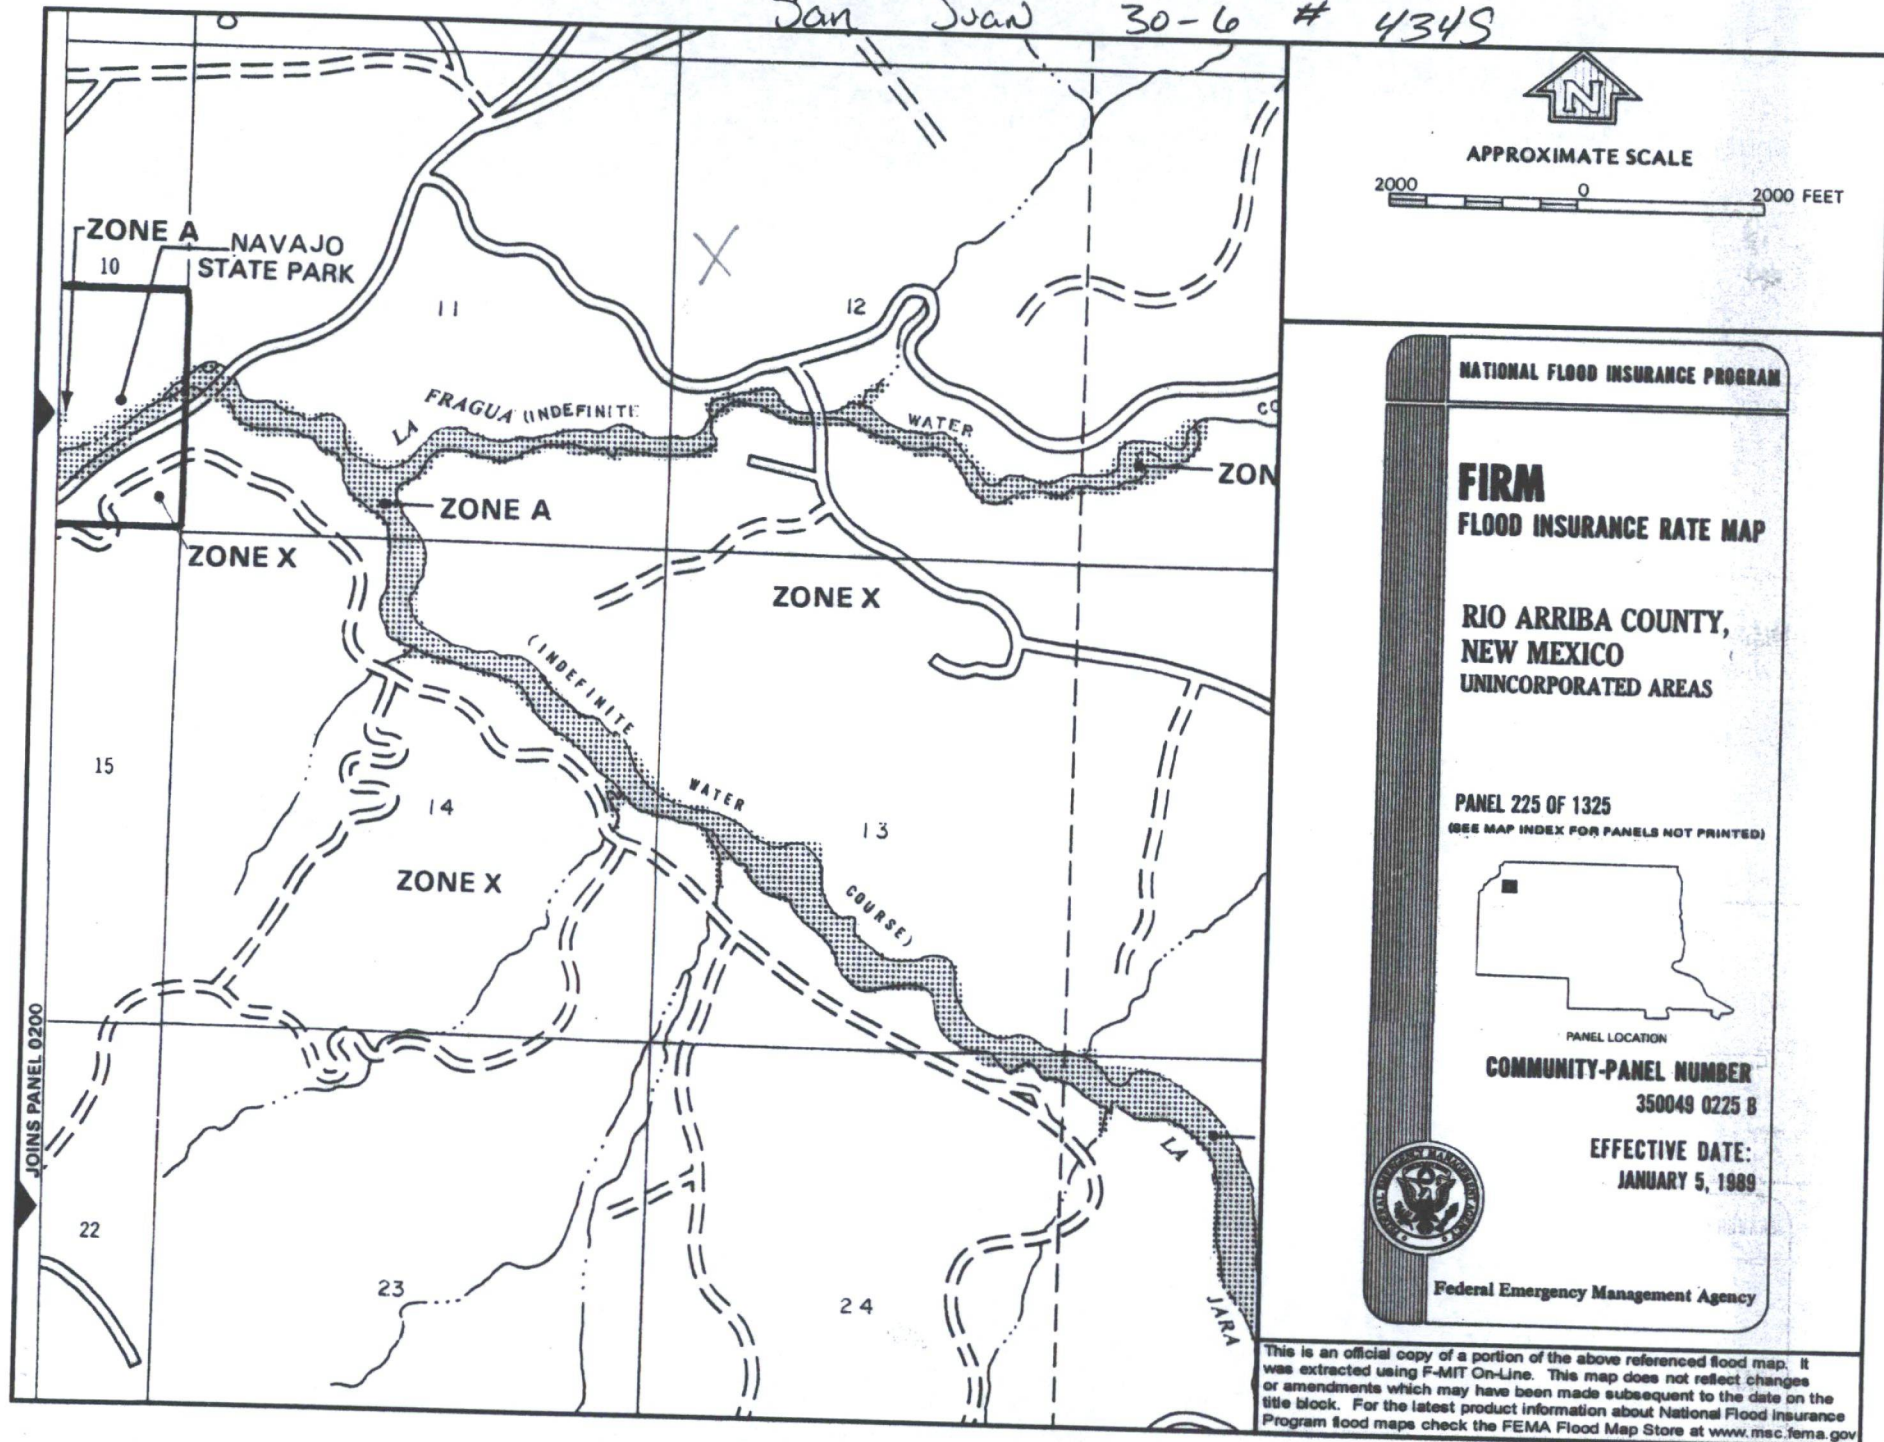 San Juan 30-6 # 434S
ZONE A
10
NAVAJO
STATE PARK
11
12
LA FRAGUA (INDEFINITE
WATER
CO
ZON
ZONE A
ZONE X
ZONE X
(INDEFINITE
WATER
COURSE)
15
14
13
ZONE X
JOINS PANEL 0200
22
23
24
LA
JARA
N
APPROXIMATE SCALE
2000 0 2000 FEET
NATIONAL FLOOD INSURANCE PROGRAM
FIRM
FLOOD INSURANCE RATE MAP
RIO ARRIBA COUNTY,
NEW MEXICO
UNINCORPORATED AREAS
PANEL 225 OF 1325
(SEE MAP INDEX FOR PANELS NOT PRINTED)
PANEL LOCATION
COMMUNITY-PANEL NUMBER
350049 0225 B
EFFECTIVE DATE:
JANUARY 5, 1989
FEDERAL EMERGENCY MANAGEMENT AGENCY
Federal Emergency Management Agency
This is an official copy of a portion of the above referenced flood map. It
was extracted using F-MIT On-Line. This map does not reflect changes
or amendments which may have been made subsequent to the date on the
title block. For the latest product information about National Flood Insurance
Program flood maps check the FEMA Flood Map Store at www.msc.fema.gov